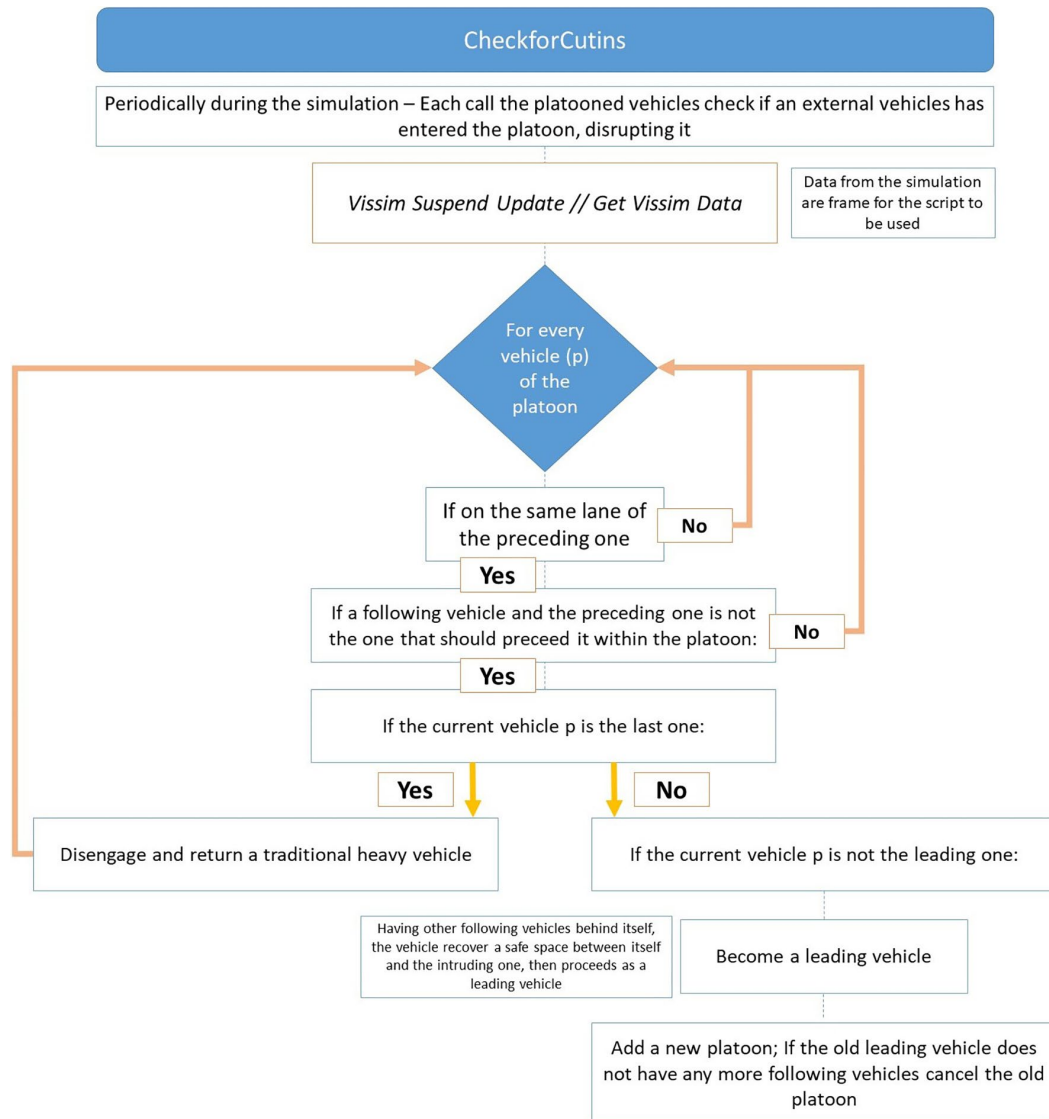 CheckforCutins
Periodically during the simulation – Each call the platooned vehicles check if an external vehicles has
entered the platoon, disrupting it
Vissim Suspend Update // Get Vissim Data
Data from the simulation
are frame for the script to
be used
For every
vehicle (p)
of the
platoon
If on the same lane of
the preceding one
No
Yes
If a following vehicle and the preceding one is not
the one that should preceed it within the platoon:
No
Yes
If the current vehicle p is the last one:
Yes
No
Disengage and return a traditional heavy vehicle
If the current vehicle p is not the leading one:
Having other following vehicles behind itself,
the vehicle recover a safe space between itself
and the intruding one, then proceeds as a
leading vehicle
Become a leading vehicle
Add a new platoon; If the old leading vehicle does
not have any more following vehicles cancel the old
platoon